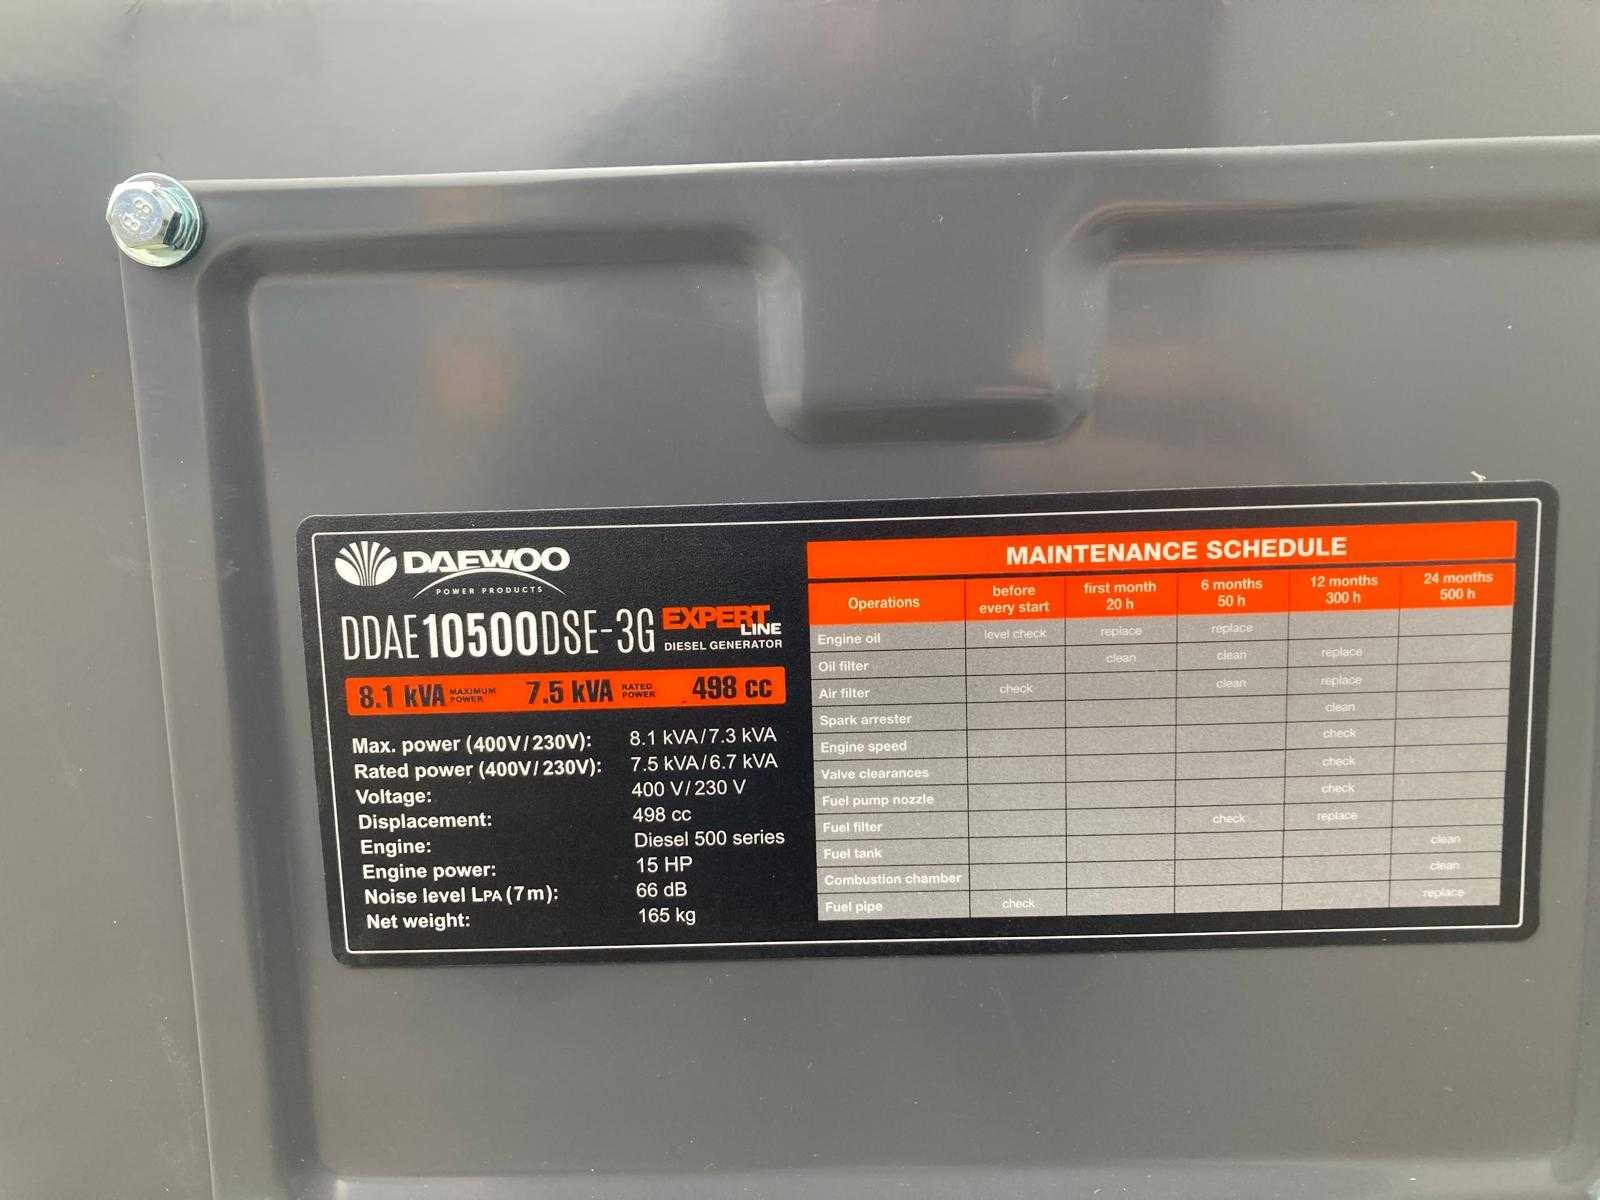 8.8
DAEWOO
POWER PRODUCTS
DDAE10500DSE-3G EXPERT LINE
DIESEL GENERATOR
8.1 kVA MAXIMUM POWER 7.5 kVA RATED POWER 498 cc
Max. power (400V/230V): 8.1 kVA/7.3 kVA
Rated power (400V/230V): 7.5 kVA/6.7 kVA
Voltage: 400 V/230 V
Displacement: 498 cc
Engine: Diesel 500 series
Engine power: 15 HP
Noise level LPA (7m): 66 dB
Net weight: 165 kg
MAINTENANCE SCHEDULE
Operations before every start first month 20 h 6 months 50 h 12 months 300 h 24 months 500 h
Engine oil level check replace replace
Oil filter clean clean replace
Air filter check clean replace
Spark arrester clean
Engine speed check
Valve clearances check
Fuel pump nozzle check
Fuel filter check replace
Fuel tank clean
Combustion chamber clean
Fuel pipe check replace